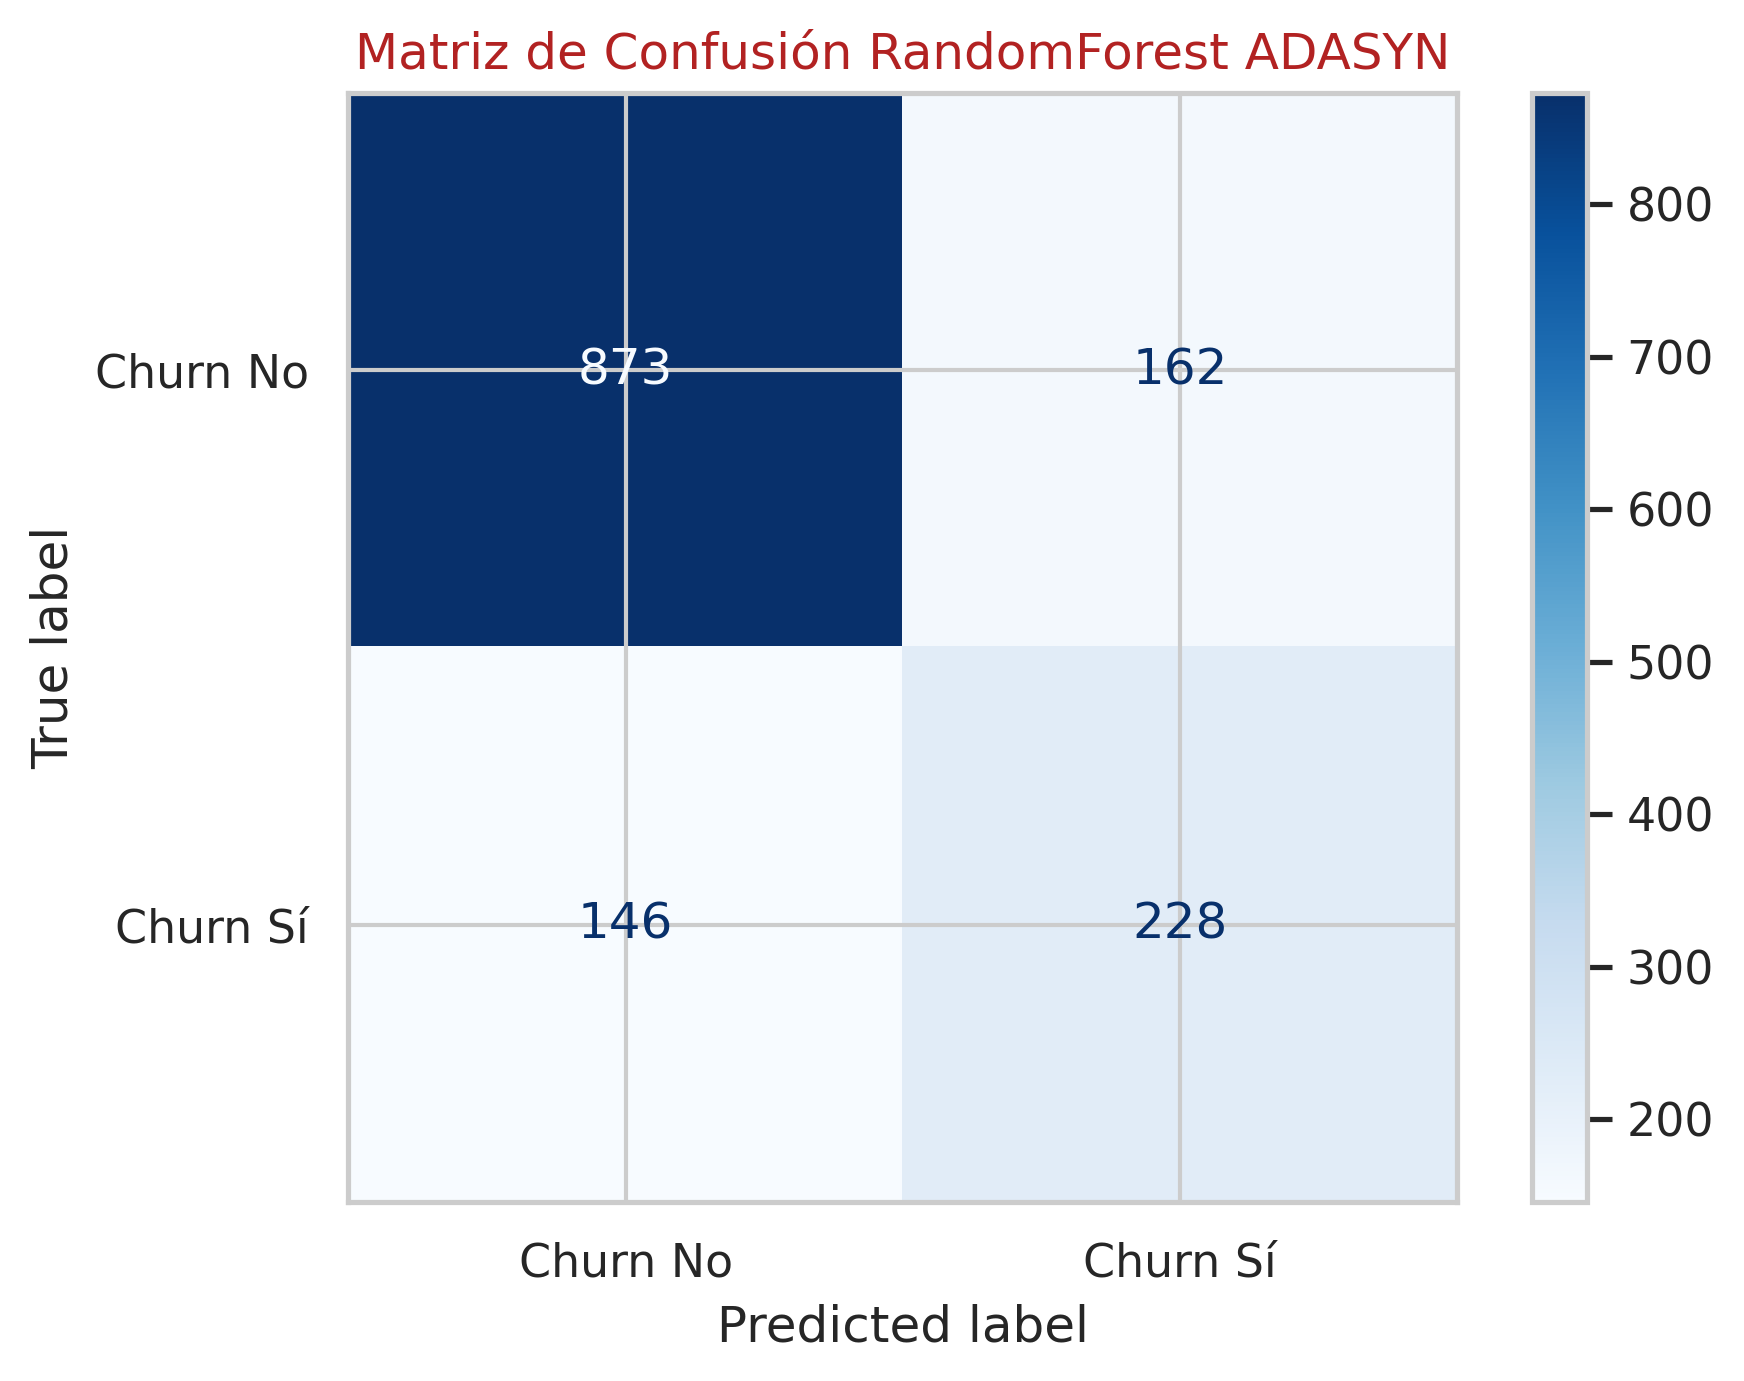 Matriz de Confusión RandomForest ADASYN
True label
Churn No
873
162
Churn Sí
146
228
Churn No
Churn Sí
Predicted label
800
700
600
500
400
300
200